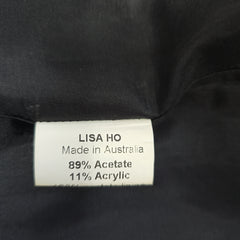 LISA HO
Made in Australia
89% Acetate
11% Acrylic